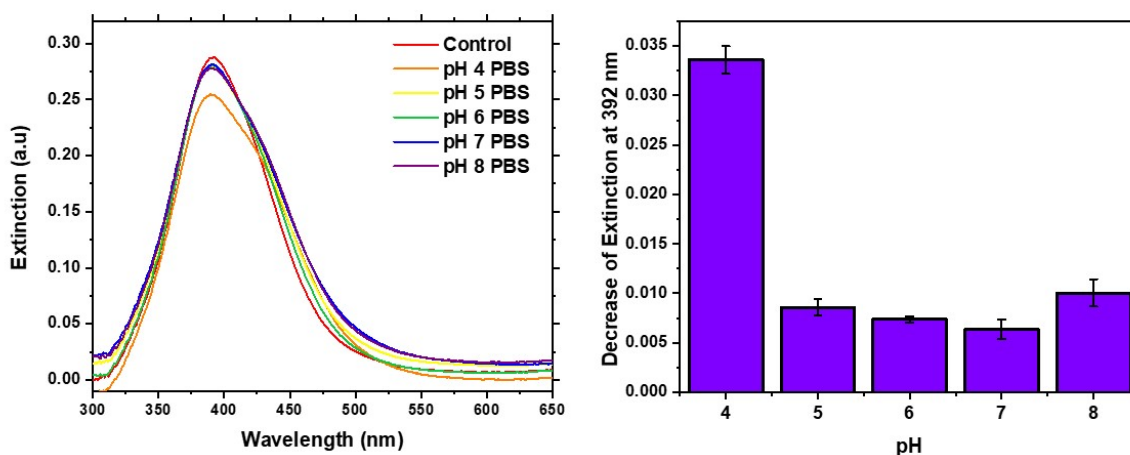 Extinction (a.u)
0.30
0.25
0.20
0.15
0.10
0.05
0.00
300 350 400 450 500 550 600 650
Wavelength (nm)
Control
pH 4 PBS
pH 5 PBS
pH 6 PBS
pH 7 PBS
pH 8 PBS
Decrease of Extinction at 392 nm
0.035
0.030
0.025
0.020
0.015
0.010
0.005
0.000
4 5 6 7 8
pH